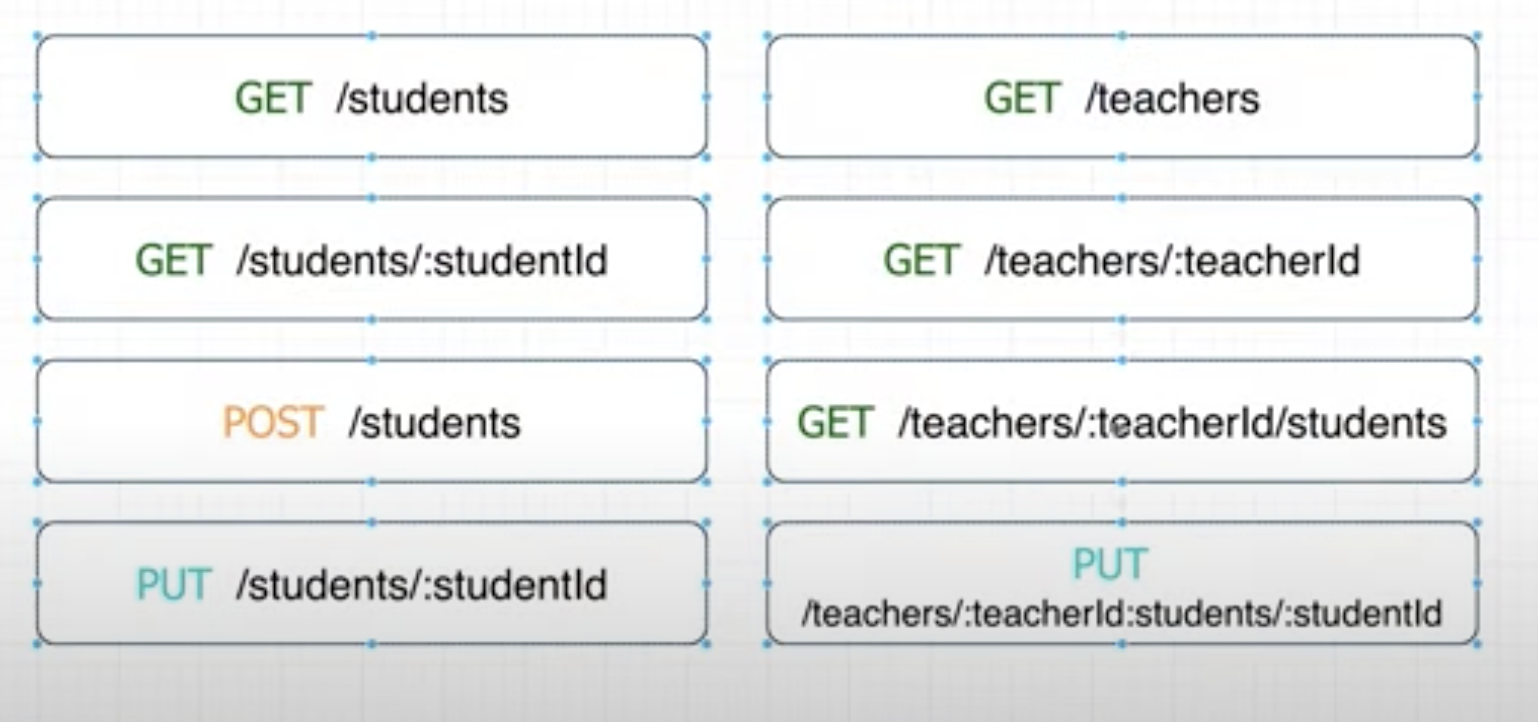 GET /students
GET /teachers
GET /students/:studentId
GET /teachers/:teacherId
POST /students
GET /teachers/:teacherId/students
PUT /students/:studentId
PUT
/teachers/:teacherId:students/:studentId